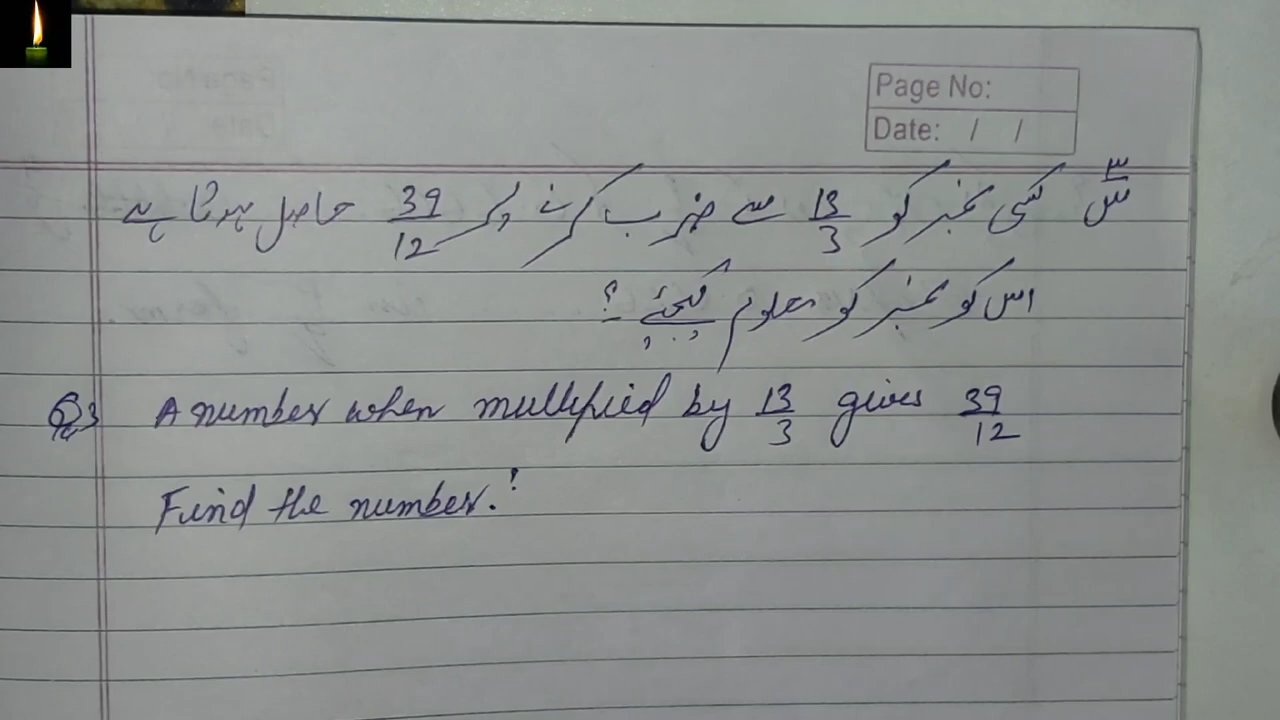 Page No:
Date: / /
س۳ کسی نمبر کو 13/3 سے ضرب کرنے پر 39/12 حاصل ہوتا ہے
اس کو نمبر کو معلوم کیجئے ؟
Q3 A number when multiplied by 13/3 gives 39/12
Find the number.?